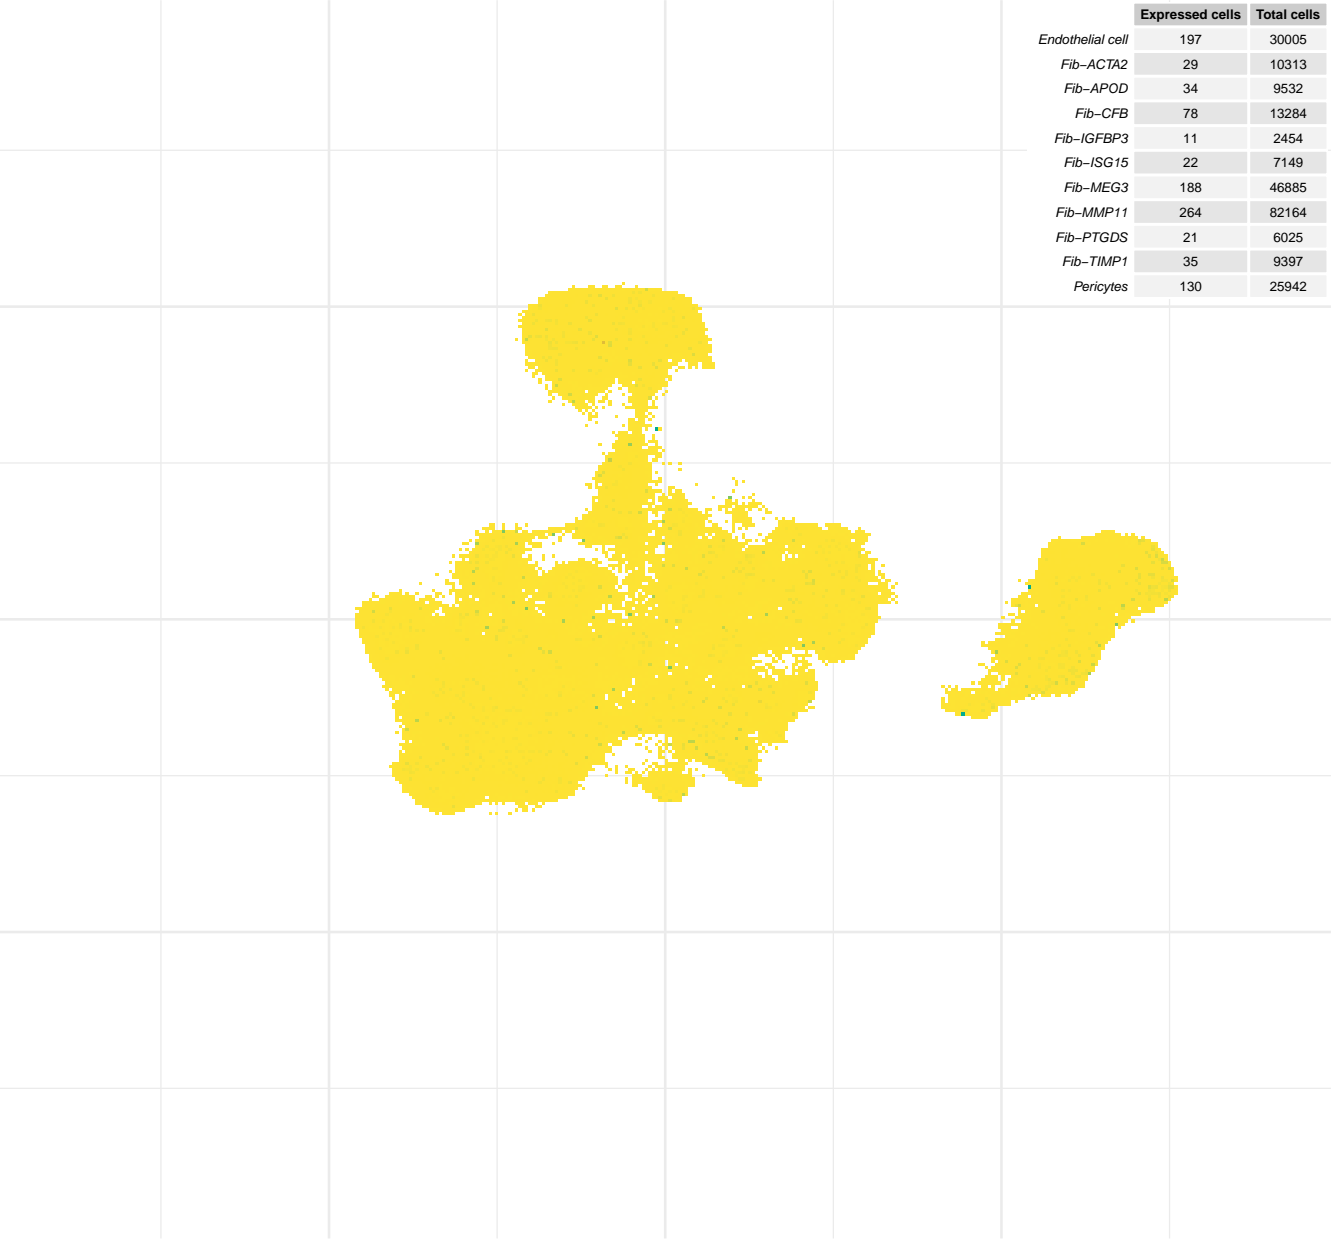 Expressed cells Total cells
Endothelial cell 197 30005
Fib−ACTA2 29 10313
Fib−APOD 34 9532
Fib−CFB 78 13284
Fib−IGFBP3 11 2454
Fib−ISG15 22 7149
Fib−MEG3 188 46885
Fib−MMP11 264 82164
Fib−PTGDS 21 6025
Fib−TIMP1 35 9397
Pericytes 130 25942